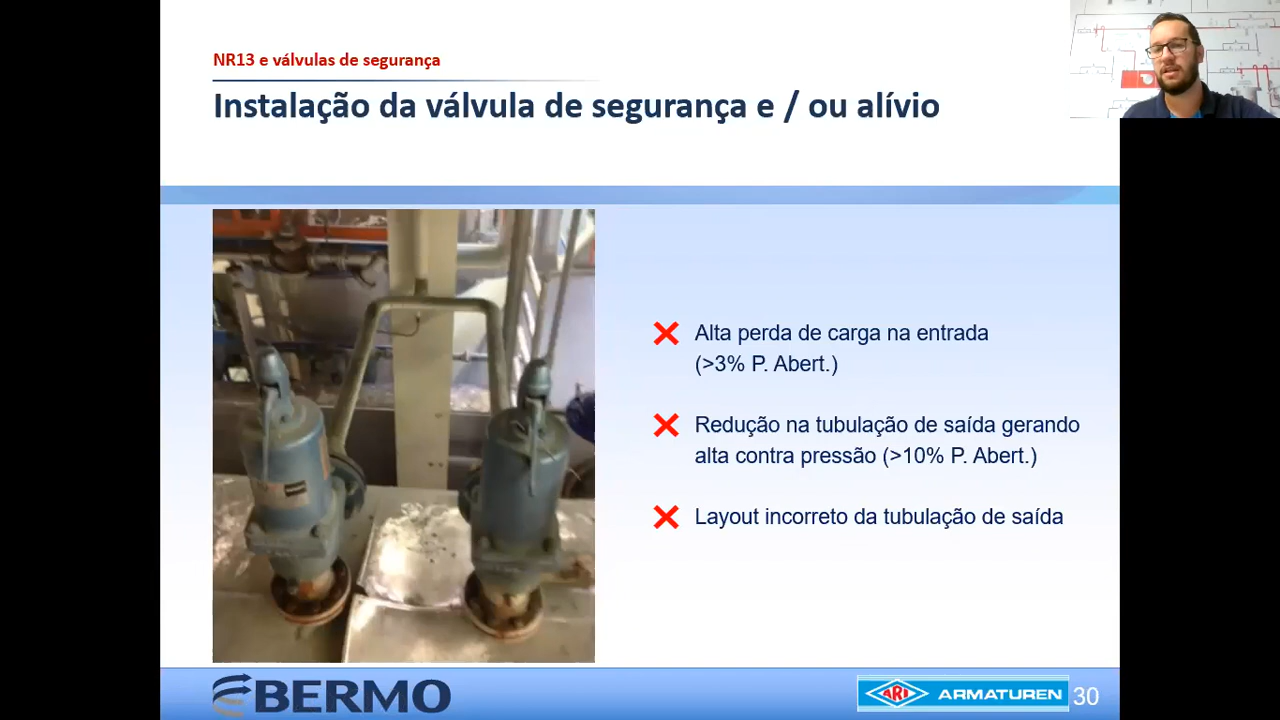 NR13 e válvulas de segurança
Instalação da válvula de segurança e / ou alívio
Alta perda de carga na entrada
(>3% P. Abert.)
Redução na tubulação de saída gerando
alta contra pressão (>10% P. Abert.)
Layout incorreto da tubulação de saída
BERMO
ARI ARMATUREN 30